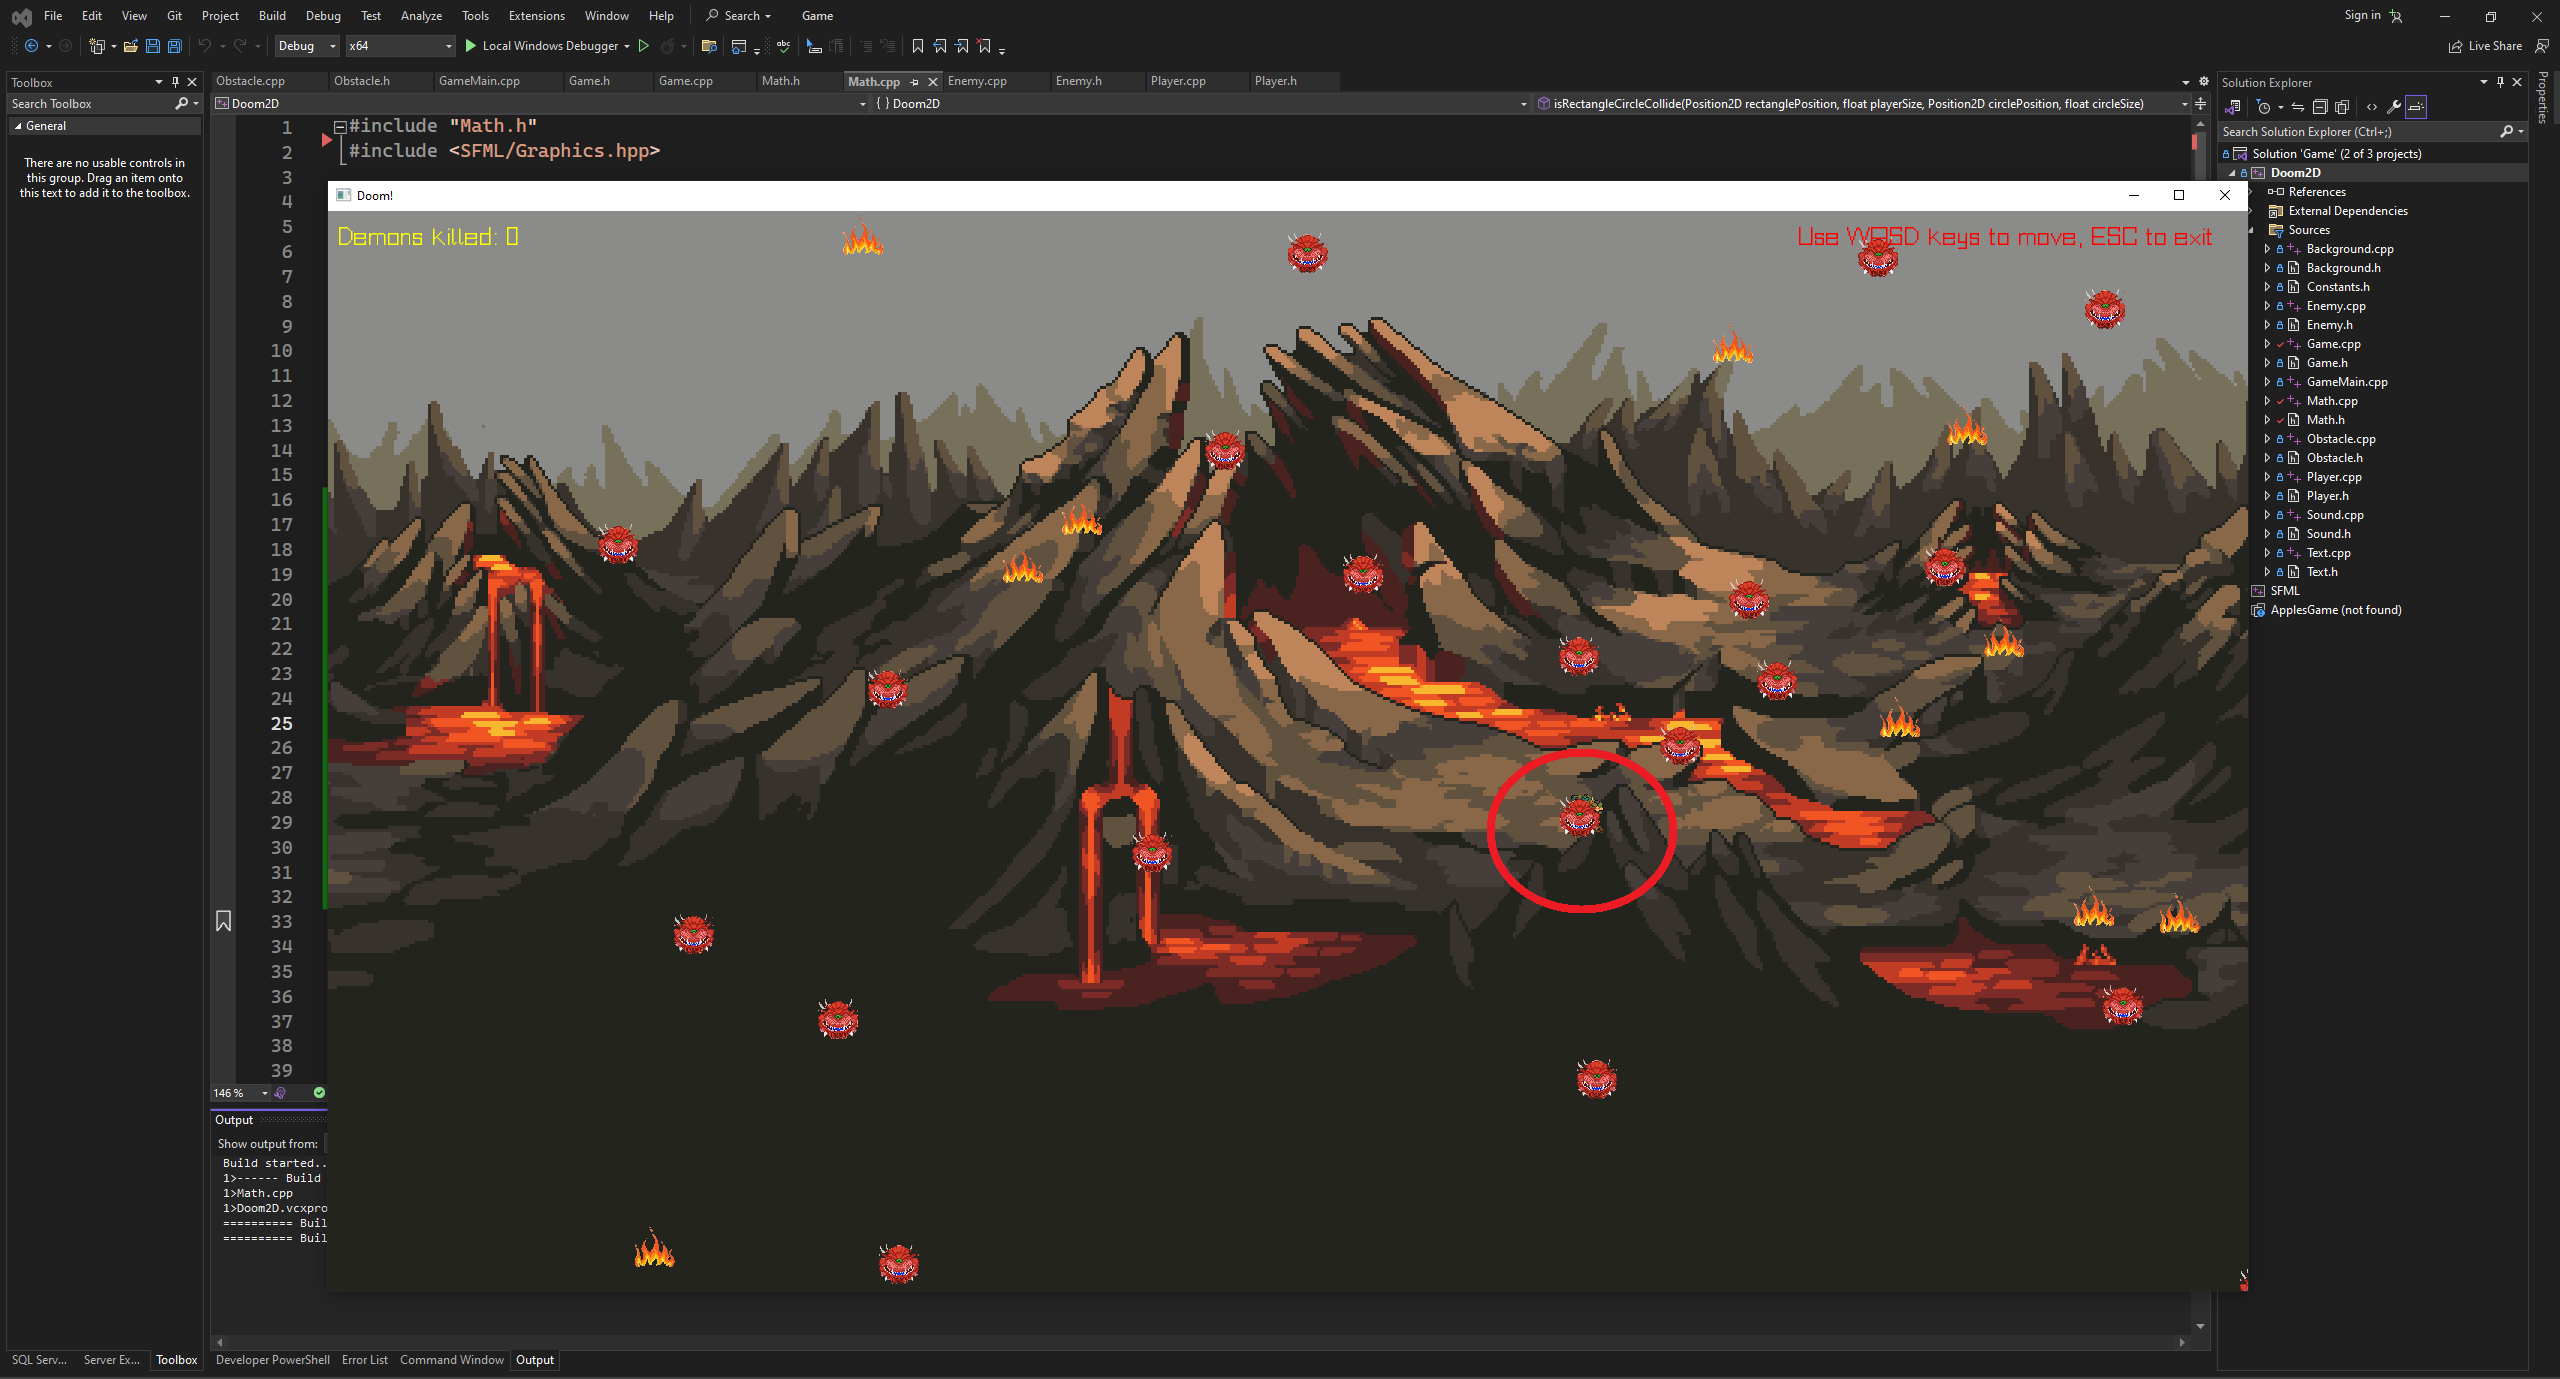 File Edit View Git Project Build Debug Test Analyze Tools Extensions Window Help Search Game Sign in
Debug x64 Local Windows Debugger Live Share
Toolbox
Search Toolbox
General
There are no usable controls in
this group. Drag an item onto
this text to add it to the toolbox.
Obstacle.cpp Obstacle.h GameMain.cpp Game.h Game.cpp Math.h Math.cpp Enemy.cpp Enemy.h Player.cpp Player.h
Doom2D { } Doom2D isRectangleCircleCollide(Position2D rectanglePosition, float playerSize, Position2D circlePosition, float circleSize)
1 #include "Math.h"
2 #include <SFML/Graphics.hpp>
3
4
5
6
7
8
9
10
11
12
13
14
15
16
17
18
19
20
21
22
23
24
25
26
27
28
29
30
31
32
33
34
35
36
37
38
39
Doom!
Demons killed: 0
Use WASD keys to move, ESC to exit
146 %
Output
Show output from:
Build started..
1>------ Build
1>Math.cpp
1>Doom2D.vcxpro
========== Buil
========== Buil
SQL Serv... Server Ex... Toolbox
Developer PowerShell Error List Command Window Output
Solution Explorer
Search Solution Explorer (Ctrl+;)
Solution 'Game' (2 of 3 projects)
Doom2D
References
External Dependencies
Sources
Background.cpp
Background.h
Constants.h
Enemy.cpp
Enemy.h
Game.cpp
Game.h
GameMain.cpp
Math.cpp
Math.h
Obstacle.cpp
Obstacle.h
Player.cpp
Player.h
Sound.cpp
Sound.h
Text.cpp
Text.h
SFML
ApplesGame (not found)
Properties